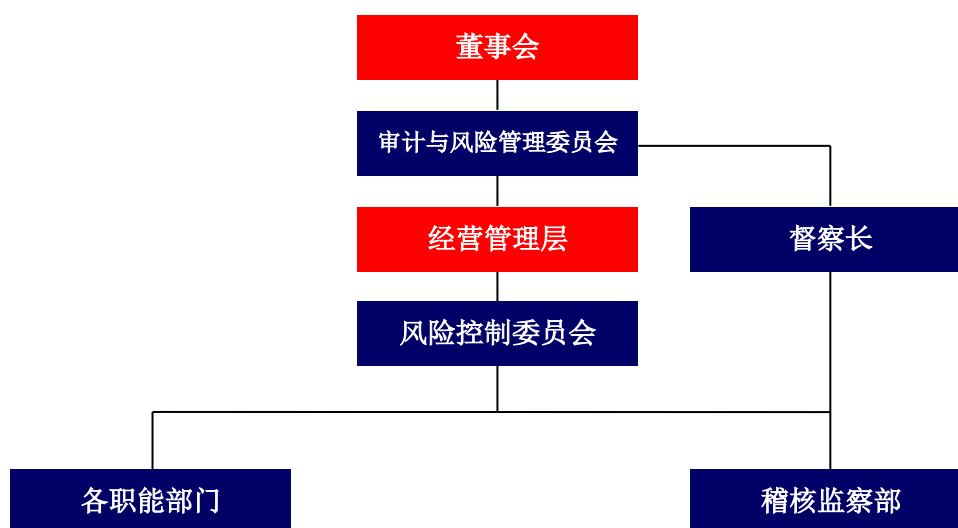 董事会
审计与风险管理委员会
经营管理层
督察长
风险控制委员会
各职能部门
稽核监察部